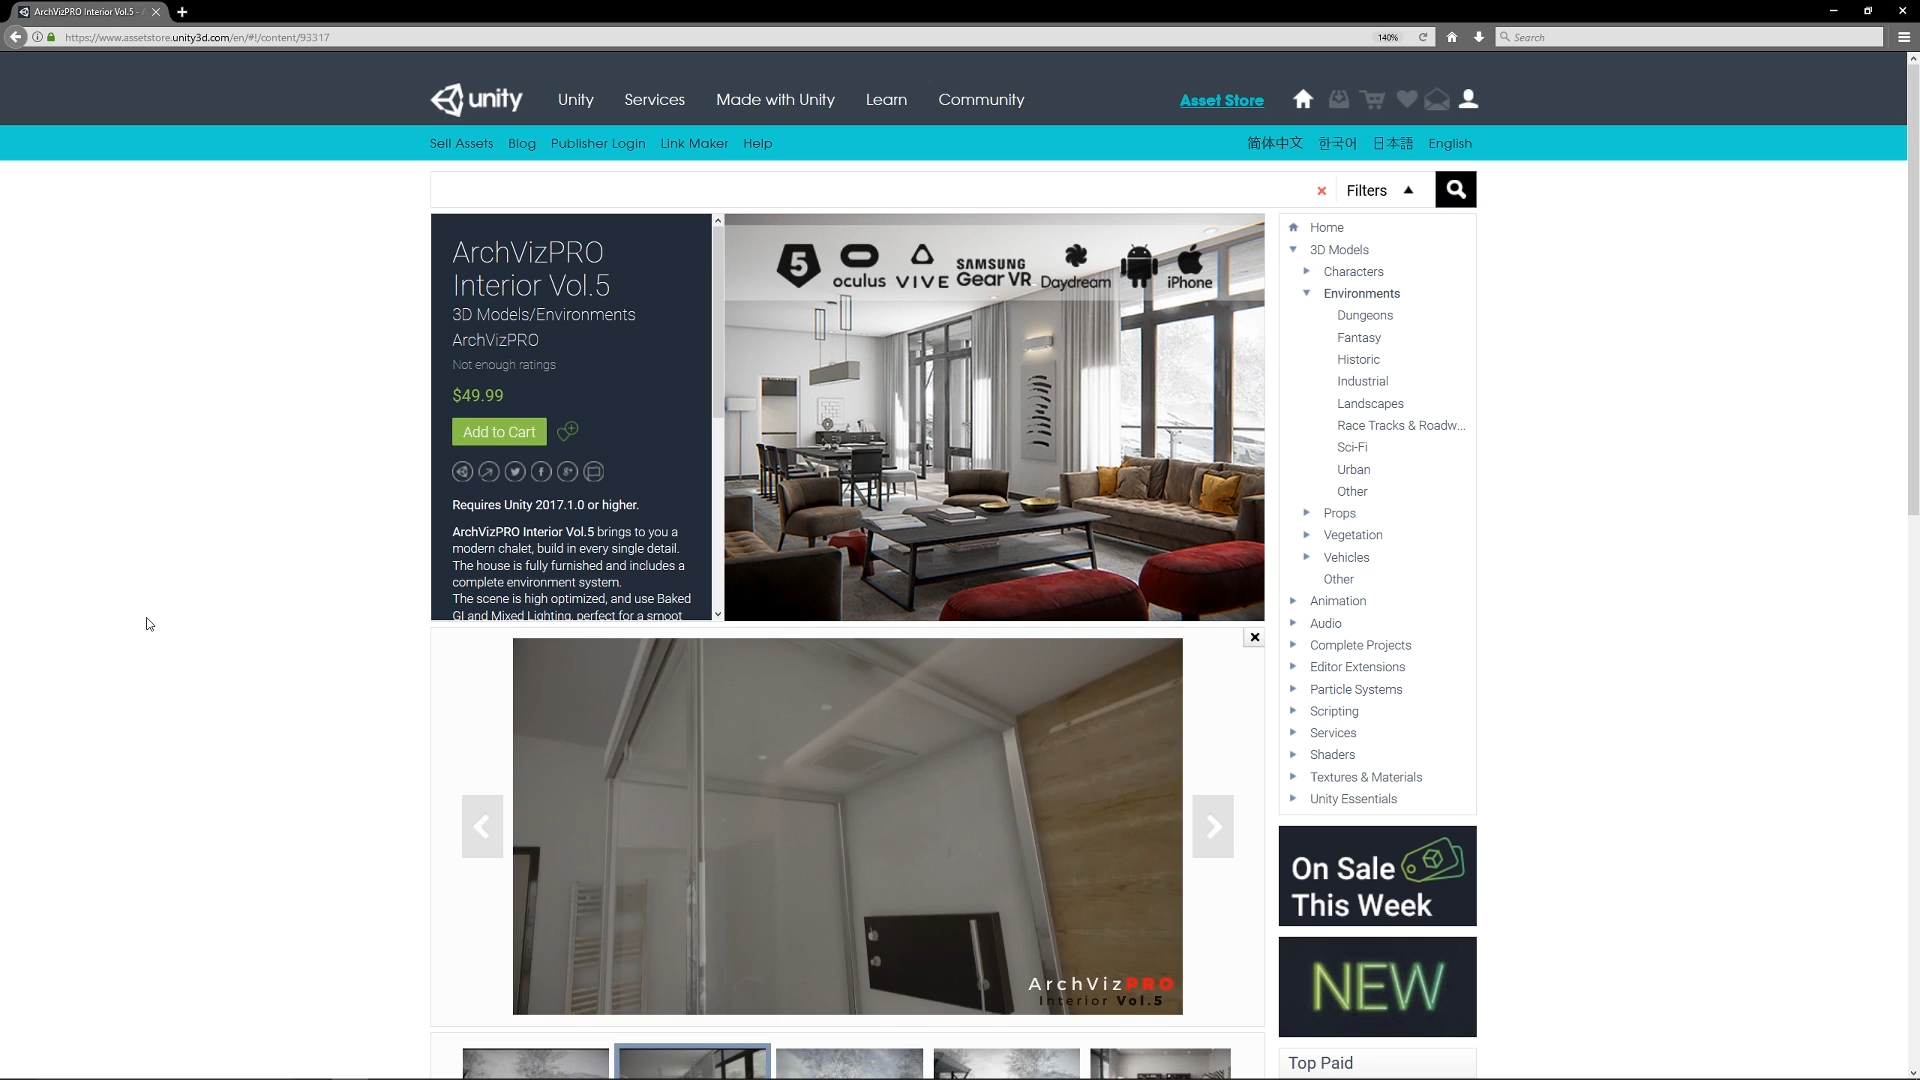 ArchVizPRO Interior Vol.5 -
https://www.assetstore.unity3d.com/en/#!/content/93317
140%
Search
unity
Unity
Services
Made with Unity
Learn
Community
Asset Store
Sell Assets
Blog
Publisher Login
Link Maker
Help
简体中文
한국어
日本語
English
Filters
ArchVizPRO
Interior Vol.5
3D Models/Environments
ArchVizPRO
Not enough ratings
$49.99
Add to Cart
Requires Unity 2017.1.0 or higher.
ArchVizPRO Interior Vol.5 brings to you a
modern chalet, build in every single detail.
The house is fully furnished and includes a
complete environment system.
The scene is high optimized, and use Baked
GI and Mixed Lighting, perfect for a smoot
5
oculus
VIVE
SAMSUNG
Gear VR
Daydream
iPhone
ArchVizPRO
Interior Vol.5
Home
3D Models
Characters
Environments
Dungeons
Fantasy
Historic
Industrial
Landscapes
Race Tracks & Roadw...
Sci-Fi
Urban
Other
Props
Vegetation
Vehicles
Other
Animation
Audio
Complete Projects
Editor Extensions
Particle Systems
Scripting
Services
Shaders
Textures & Materials
Unity Essentials
On Sale
This Week
NEW
Top Paid